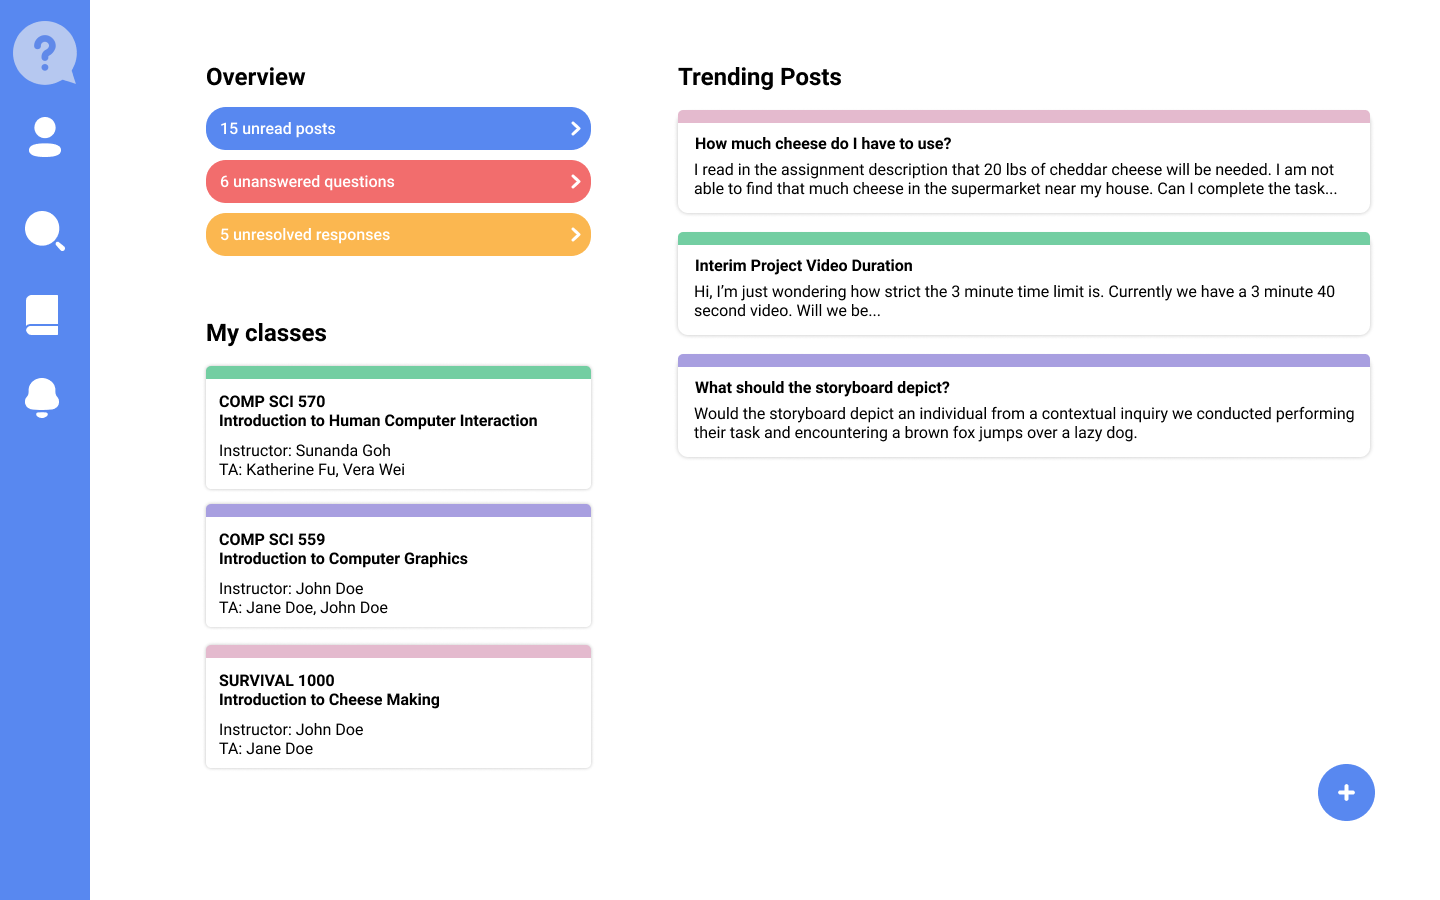 ?
Overview
15 unread posts
6 unanswered questions
5 unresolved responses
My classes
COMP SCI 570
Introduction to Human Computer Interaction
Instructor: Sunanda Goh
TA: Katherine Fu, Vera Wei
COMP SCI 559
Introduction to Computer Graphics
Instructor: John Doe
TA: Jane Doe, John Doe
SURVIVAL 1000
Introduction to Cheese Making
Instructor: John Doe
TA: Jane Doe
Trending Posts
How much cheese do I have to use?
I read in the assignment description that 20 lbs of cheddar cheese will be needed. I am not
able to find that much cheese in the supermarket near my house. Can I complete the task...
Interim Project Video Duration
Hi, I’m just wondering how strict the 3 minute time limit is. Currently we have a 3 minute 40
second video. Will we be...
What should the storyboard depict?
Would the storyboard depict an individual from a contextual inquiry we conducted performing
their task and encountering a brown fox jumps over a lazy dog.
+